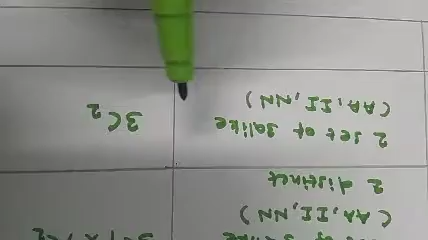 (AA, II, NN)
2 distinct
2 set of 2alike
(AA, II, NN)
3C2